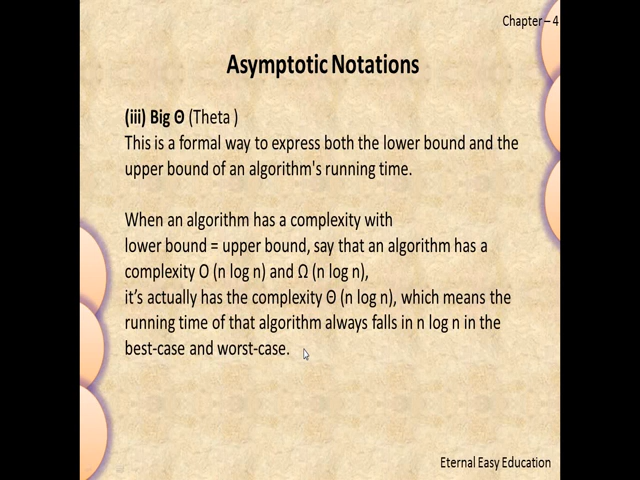 Chapter – 4
Asymptotic Notations
(iii) Big Θ (Theta )
This is a formal way to express both the lower bound and the
upper bound of an algorithm's running time.
When an algorithm has a complexity with
lower bound = upper bound, say that an algorithm has a
complexity O (n log n) and Ω (n log n),
it’s actually has the complexity Θ (n log n), which means the
running time of that algorithm always falls in n log n in the
best-case and worst-case.
Eternal Easy Education